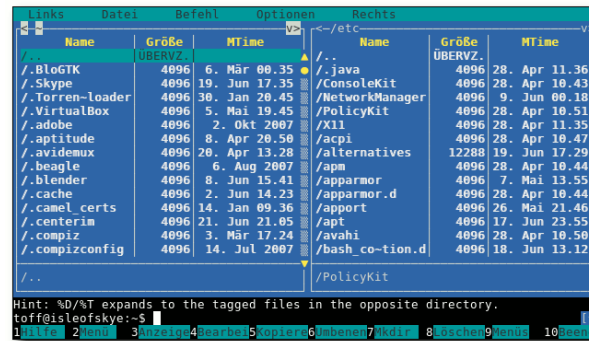 Links Datei Befehl Optionen Rechts
<-~ v> <-/etc v
Name Größe MTime Name Größe MTime
/.. ÜBERVZ. /.. ÜBERVZ.
/.BloGTK 4096 6. Mär 00.35 /.java 4096 28. Apr 11.36
/.Skype 4096 19. Jun 17.35 /ConsoleKit 4096 28. Apr 10.43
/.Torren~loader 4096 30. Jan 20.45 /NetworkManager 4096 9. Jun 00.18
/.VirtualBox 4096 5. Mai 19.45 /PolicyKit 4096 28. Apr 10.51
/.adobe 4096 2. Okt 2007 /X11 4096 28. Apr 11.35
/.aptitude 4096 8. Apr 20.50 /acpi 4096 28. Apr 10.47
/.avidemux 4096 20. Apr 13.28 /alternatives 12288 19. Jun 17.29
/.beagle 4096 6. Aug 2007 /apm 4096 28. Apr 10.44
/.blender 4096 8. Jun 15.41 /apparmor 4096 7. Mai 13.55
/.cache 4096 2. Jun 14.23 /apparmor.d 4096 28. Apr 10.44
/.camel_certs 4096 14. Jan 09.36 /apport 4096 26. Mai 21.46
/.centerim 4096 21. Jun 21.05 /apt 4096 17. Jun 23.55
/.compiz 4096 3. Mär 17.24 /avahi 4096 28. Apr 10.50
/.compizconfig 4096 14. Jul 2007 /bash_co~tion.d 4096 18. Jun 13.12
/.. /PolicyKit
Hint: %D/%T expands to the tagged files in the opposite directory.
toff@isleofskye:~$ [
1Hilfe 2Menü 3Anzeige 4Bearbei 5Kopiere 6Umbenen 7Mkdir 8Löschen 9Menüs 10Been